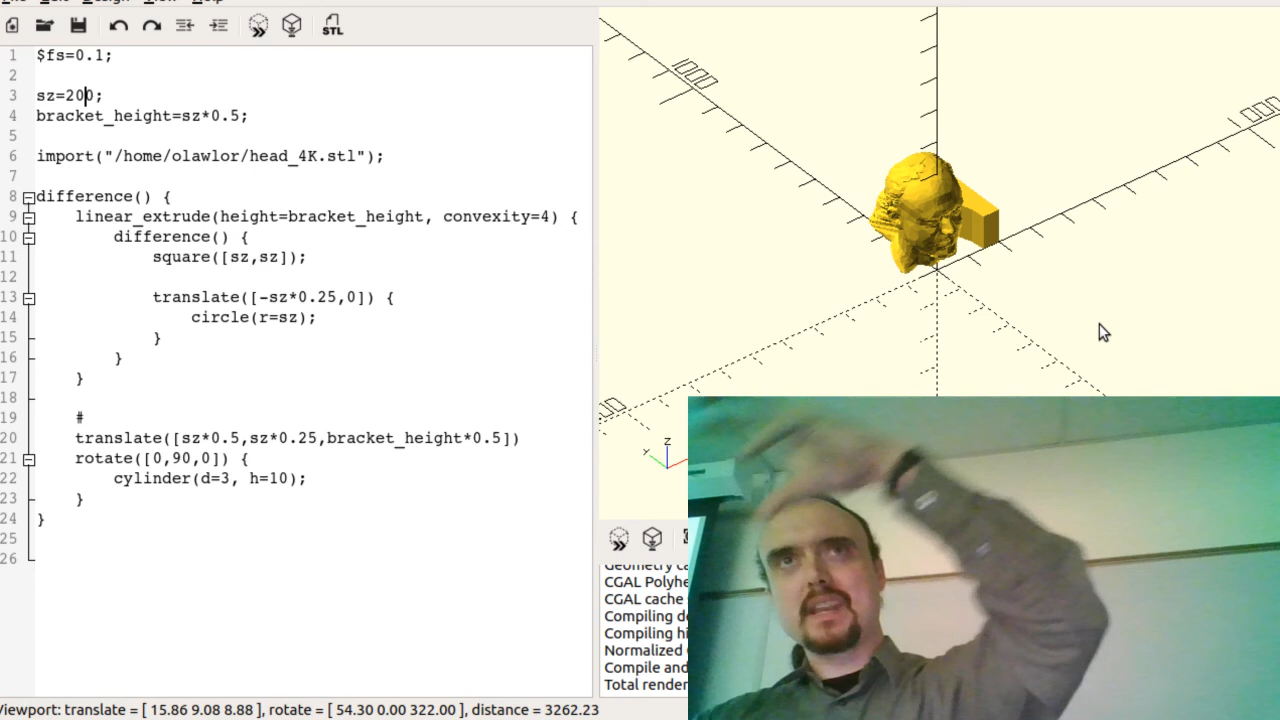 STL
1 $fs=0.1;
2
3 sz=200;
4 bracket_height=sz*0.5;
5
6 import("/home/olawlor/head_4K.stl");
7
8 difference() {
9 linear_extrude(height=bracket_height, convexity=4) {
10 difference() {
11 square([sz,sz]);
12
13 translate([-sz*0.25,0]) {
14 circle(r=sz);
15 }
16 }
17 }
18
19 #
20 translate([sz*0.5,sz*0.25,bracket_height*0.5])
21 rotate([0,90,0]) {
22 cylinder(d=3, h=10);
23 }
24 }
25
26
Z
Y
Geometry ca
CGAL Polyhe
CGAL cache
Compiling de
Compiling hi
Normalized
Compile and
Total render
Viewport: translate = [ 15.86 9.08 8.88 ], rotate = [ 54.30 0.00 322.00 ], distance = 3262.23